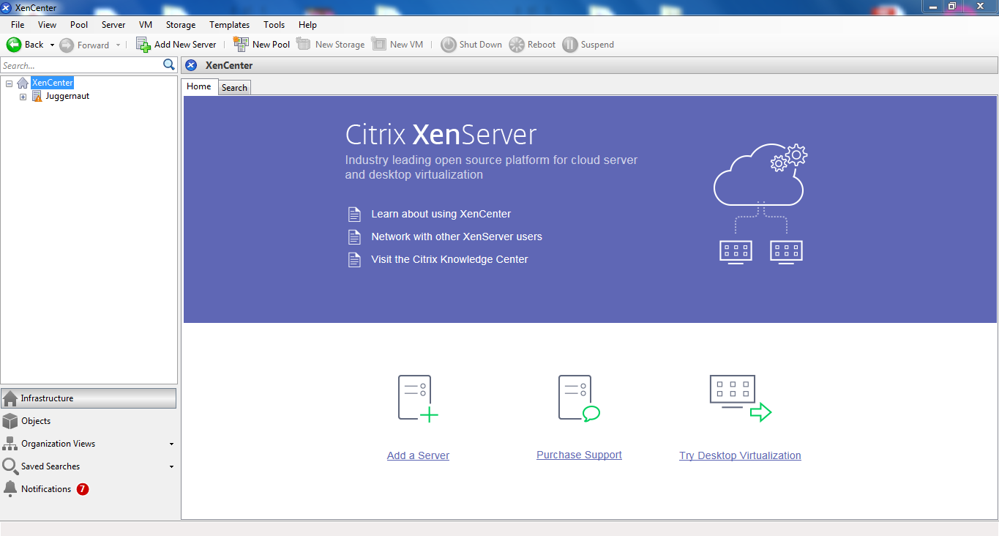 XenCenter
File View Pool Server VM Storage Templates Tools Help
Back Forward Add New Server New Pool New Storage New VM Shut Down Reboot Suspend
Search...
XenCenter
XenCenter
Juggernaut
Home Search
Citrix XenServer
Industry leading open source platform for cloud server
and desktop virtualization
Learn about using XenCenter
Network with other XenServer users
Visit the Citrix Knowledge Center
Infrastructure
Objects
Organization Views
Saved Searches
Notifications 7
Add a Server
Purchase Support
Try Desktop Virtualization